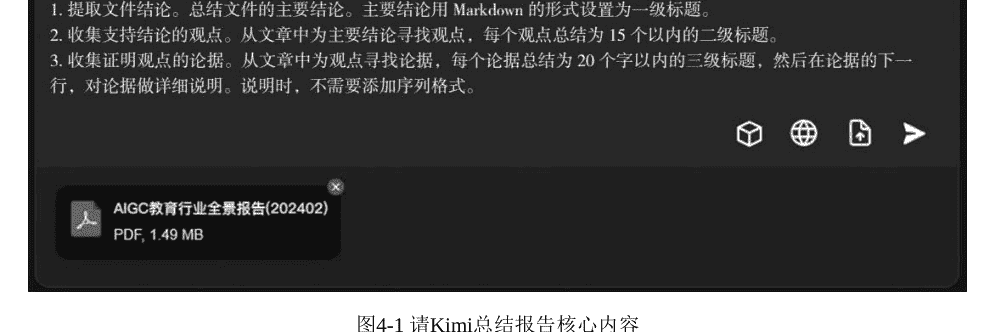 1. 提取文件结论。总结文件的主要结论。主要结论用 Markdown 的形式设置为一级标题。
2. 收集支持结论的观点。从文章中为主要结论寻找观点，每个观点总结为 15 个以内的二级标题。
3. 收集证明观点的论据。从文章中为观点寻找论据，每个论据总结为 20 个字以内的三级标题，然后在论据的下一
行，对论据做详细说明。说明时，不需要添加序列格式。
AIGC教育行业全景报告(202402)
PDF, 1.49 MB
图4-1 请Kimi总结报告核心内容